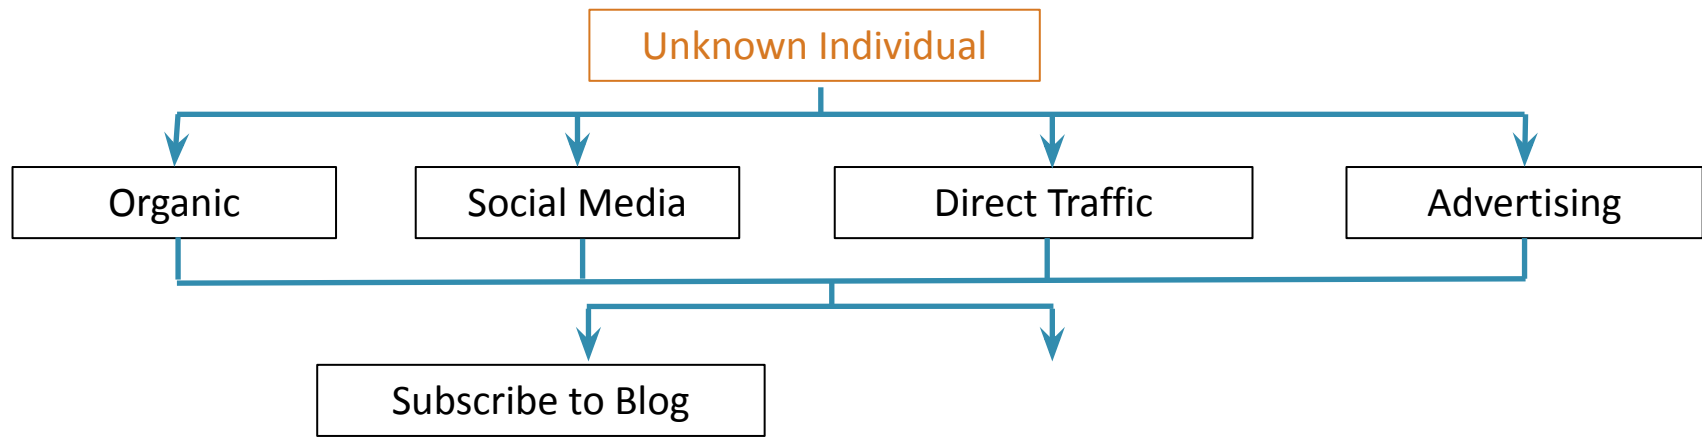 Unknown Individual
Organic
Social Media
Direct Traffic
Advertising
Subscribe to Blog